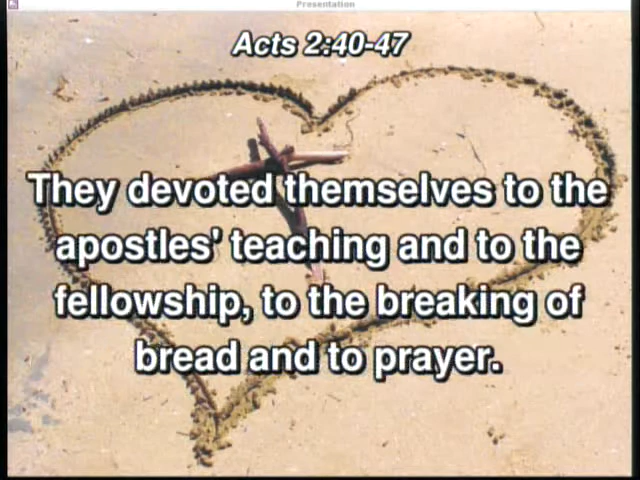 Presentation
Acts 2:40-47
They devoted themselves to the
apostles' teaching and to the
fellowship, to the breaking of
bread and to prayer.